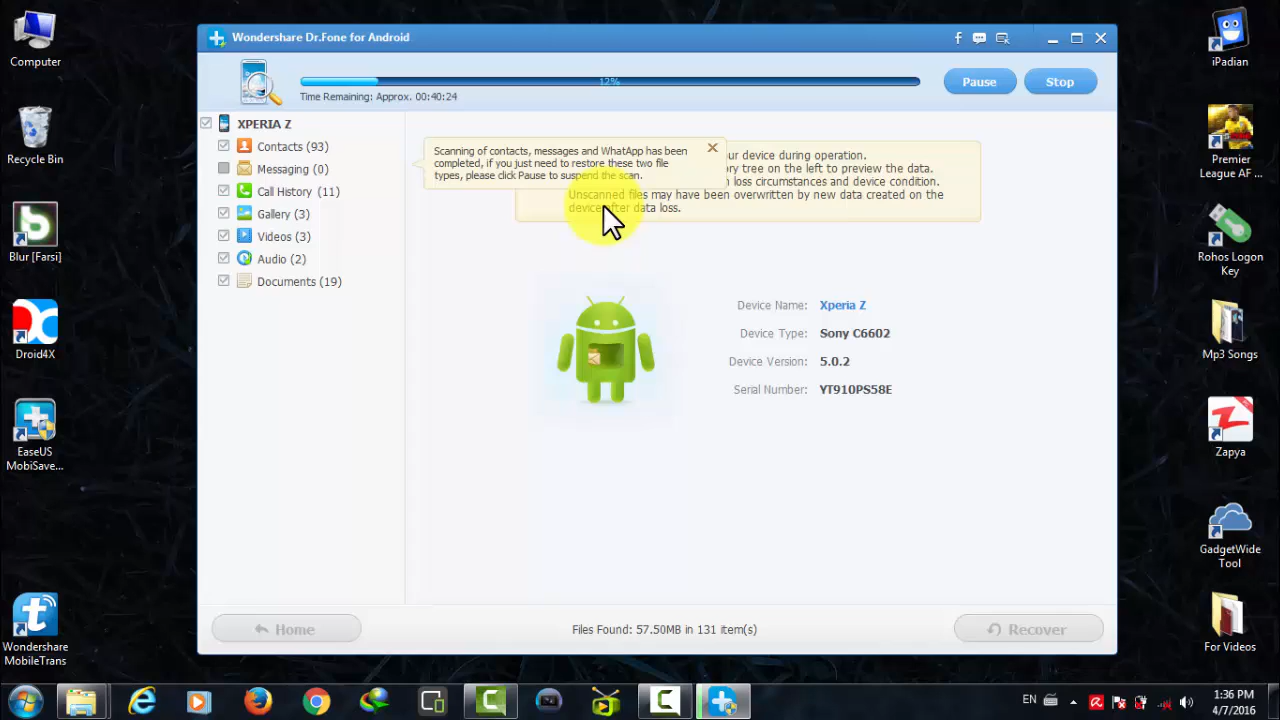 Computer
Recycle Bin
Blur [Farsi]
Droid4X
EaseUS
MobiSave...
Wondershare
MobileTrans
Wondershare Dr.Fone for Android
12%
Time Remaining: Approx. 00:40:24
Pause
Stop
XPERIA Z
Contacts (93)
Messaging (0)
Call History (11)
Gallery (3)
Videos (3)
Audio (2)
Documents (19)
Scanning of contacts, messages and WhatApp has been
completed, if you just need to restore these two file
types, please click Pause to suspend the scan.
ur device during operation.
ory tree on the left to preview the data.
n loss circumstances and device condition.
Unscanned files may have been overwritten by new data created on the
device after data loss.
Device Name: Xperia Z
Device Type: Sony C6602
Device Version: 5.0.2
Serial Number: YT910PS58E
Home
Files Found: 57.50MB in 131 item(s)
Recover
iPadian
Premier
League AF ...
Rohos Logon
Key
Mp3 Songs
Zapya
GadgetWide
Tool
For Videos
EN
1:36 PM
4/7/2016